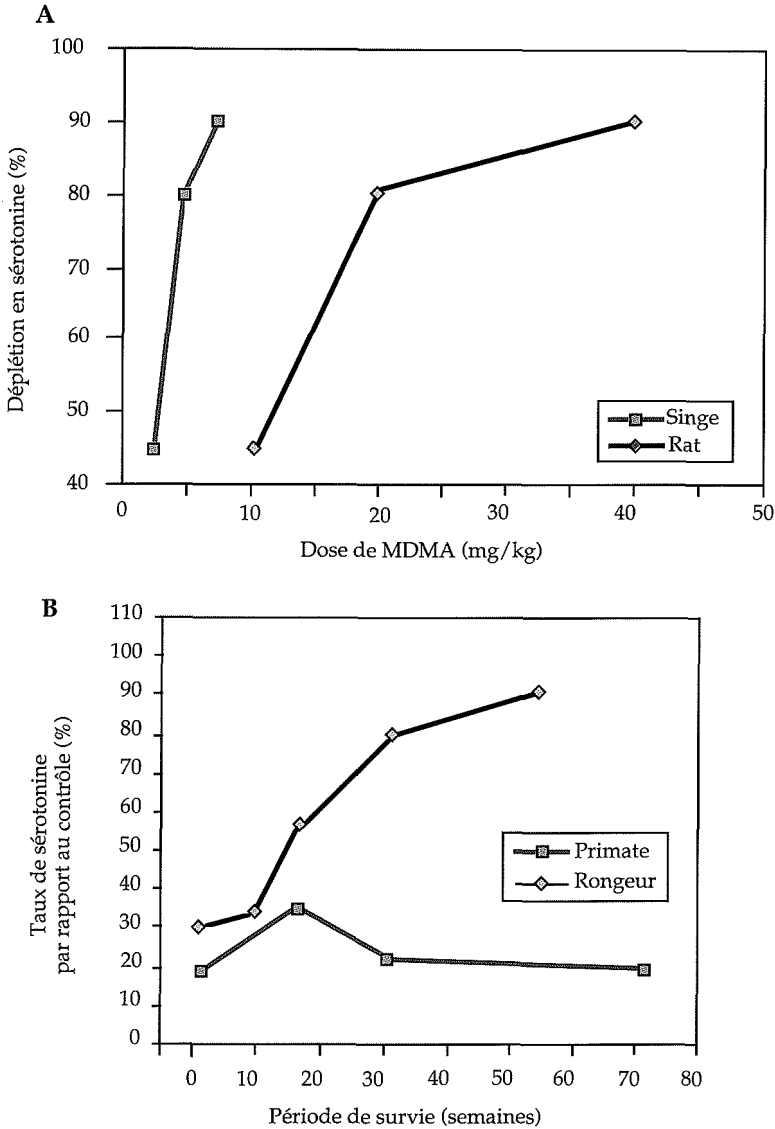 A
100
90
80
70
60
50
40
Déplétion en sérotonine (%)
Singe
Rat
0 10 20 30 40 50
Dose de MDMA (mg/kg)
B
110
100
90
80
70
60
50
40
30
20
10
0
Taux de sérotonine
par rapport au contrôle (%)
Primate
Rongeur
0 10 20 30 40 50 60 70 80
Période de survie (semaines)